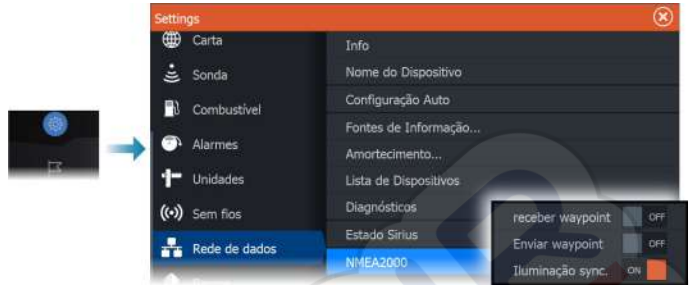 Settings
Carta
Sonda
Combustível
Alarmes
Unidades
Sem fios
Rede de dados
Info
Nome do Dispositivo
Configuração Auto
Fontes de Informação...
Amortecimento...
Lista de Dispositivos
Diagnósticos
Estado Sirius
NMEA2000
receber waypoint OFF
Enviar waypoint OFF
Iluminação sync. ON